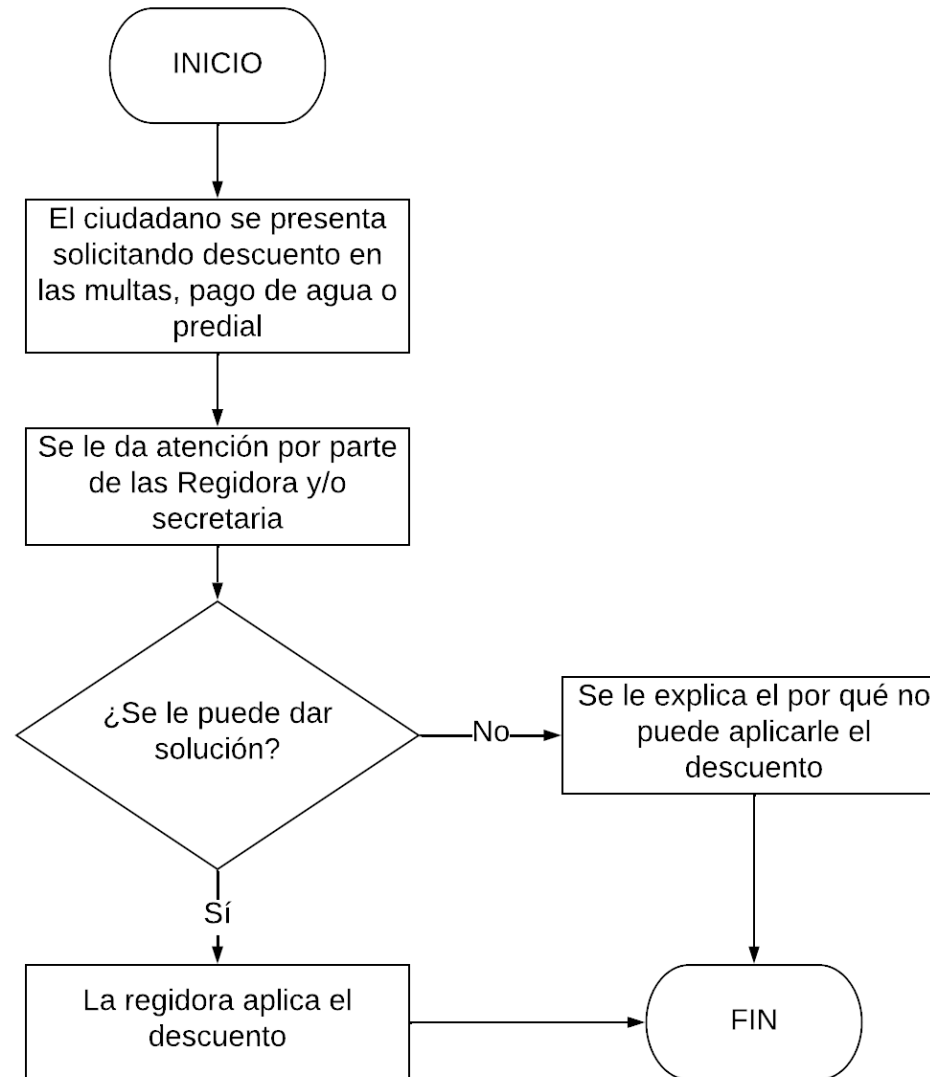 INICIO
El ciudadano se presenta
solicitando descuento en
las multas, pago de agua o
predial
Se le da atención por parte
de las Regidora y/o
secretaria
¿Se le puede dar
solución?
No
Se le explica el por qué no
puede aplicarle el
descuento
Sí
La regidora aplica el
descuento
FIN